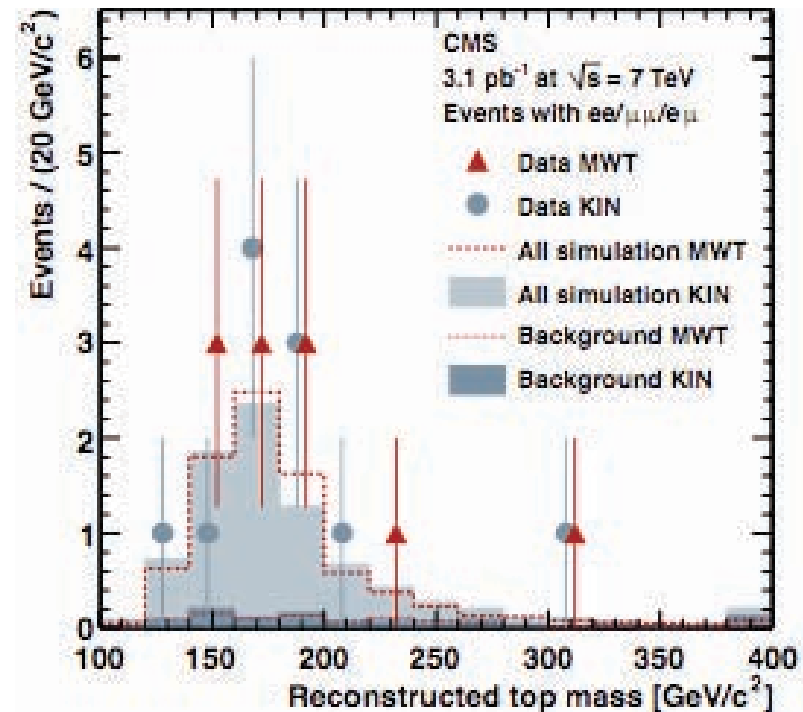 Events / (20 GeV/c²)
6
5
4
3
2
1
0
CMS
3.1 pb⁻¹ at √s = 7 TeV
Events with ee/μμ/eμ
Data MWT
Data KIN
All simulation MWT
All simulation KIN
Background MWT
Background KIN
100 150 200 250 300 350 400
Reconstructed top mass [GeV/c²]